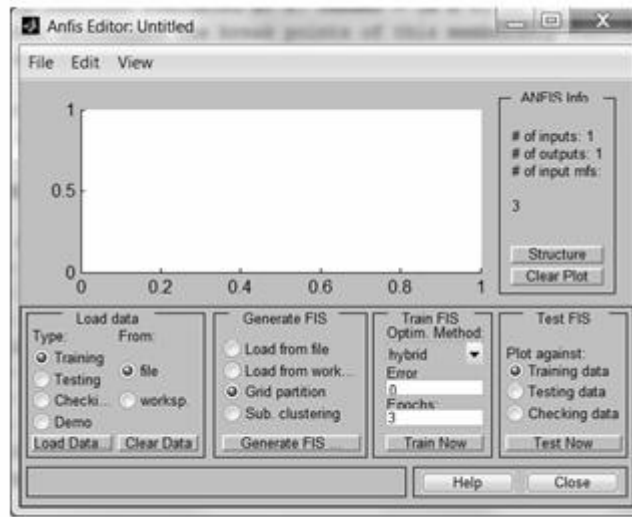 Anfis Editor: Untitled
break points of this
File Edit View
1
0.5
0
0 0.2 0.4 0.6 0.8 1
ANFIS Info
# of inputs: 1
# of outputs: 1
# of input mfs:
3
Structure
Clear Plot
Load data
Type: From:
Training
Testing
Checki...
Demo
file
worksp.
Load Data... Clear Data
Generate FIS
Load from file
Load from work...
Grid partition
Sub. clustering
Generate FIS ...
Train FIS
Optim. Method:
hybrid
Error
0
Epochs:
3
Train Now
Test FIS
Plot against:
Training data
Testing data
Checking data
Test Now
Help Close